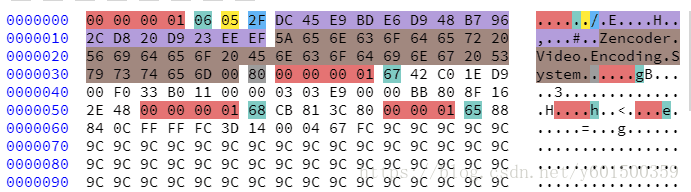 0000000 00 00 00 01 06 05 2F DC 45 E9 BD E6 D9 48 B7 96 ....../.E....H..
0000010 2C D8 20 D9 23 EE EF 5A 65 6E 63 6F 64 65 72 20 ,. .#..Zencoder.
0000020 56 69 64 65 6F 20 45 6E 63 6F 64 69 6E 67 20 53 Video.Encoding.S
0000030 79 73 74 65 6D 00 80 00 00 00 01 67 42 C0 1E D9 ystem......gB...
0000040 00 F0 33 B0 11 00 00 03 03 E9 00 00 BB 80 8F 16 ..3.............
0000050 2E 48 00 00 00 01 68 CB 81 3C 80 00 00 01 65 88 .H....h..<....e.
0000060 84 0C FF FF FC 3D 14 00 04 67 FC 9C 9C 9C 9C 9C .....=...g......
0000070 9C 9C 9C 9C 9C 9C 9C 9C 9C 9C 9C 9C 9C 9C 9C 9C ................
0000080 9C 9C 9C 9C 9C 9C 9C 9C 9C 9C 9C 9C 9C 9C 9C 9C ................
0000090 9C 9C 9C 9C 9C 9C 9C 9C 9C 9C 9C 9C 9C 9C 9C 9C ................
https://blog.csdn.net/y601500359